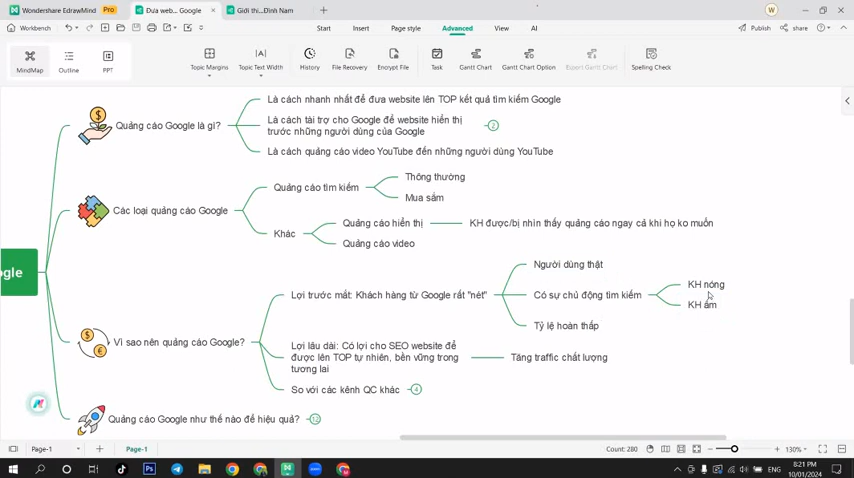 Wondershare EdrawMind Pro
Đưa web... Google
Giới thi...Đình Nam
W
Workbench
Start
Insert
Page style
Advanced
View
AI
Publish
share
MindMap
Outline
PPT
Topic Margins
Topic Text Width
History
File Recovery
Encrypt File
Task
Gantt Chart
Gantt Chart Option
Export Gantt Chart
Spelling Check
Quảng cáo Google là gì?
Là cách nhanh nhất để đưa website lên TOP kết quả tìm kiếm Google
Là cách tài trợ cho Google để website hiển thị
trước những người dùng của Google
2
Là cách quảng cáo video YouTube đến những người dùng YouTube
Các loại quảng cáo Google
Quảng cáo tìm kiếm
Thông thường
Mua sắm
Khác
Quảng cáo hiển thị
KH được/bị nhìn thấy quảng cáo ngay cả khi họ ko muốn
Quảng cáo video
ogle
Vì sao nên quảng cáo Google?
Lợi trước mắt: Khách hàng từ Google rất "nét"
Người dùng thật
Có sự chủ động tìm kiếm
KH nóng
KH ấm
Tỷ lệ hoàn thấp
Lợi lâu dài: Có lợi cho SEO website để
được lên TOP tự nhiên, bền vững trong
tương lai
Tăng traffic chất lượng
So với các kênh QC khác
4
Quảng cáo Google như thế nào để hiệu quả?
12
Page-1
Page-1
Count: 280
130%
ENG
8:21 PM
10/01/2024